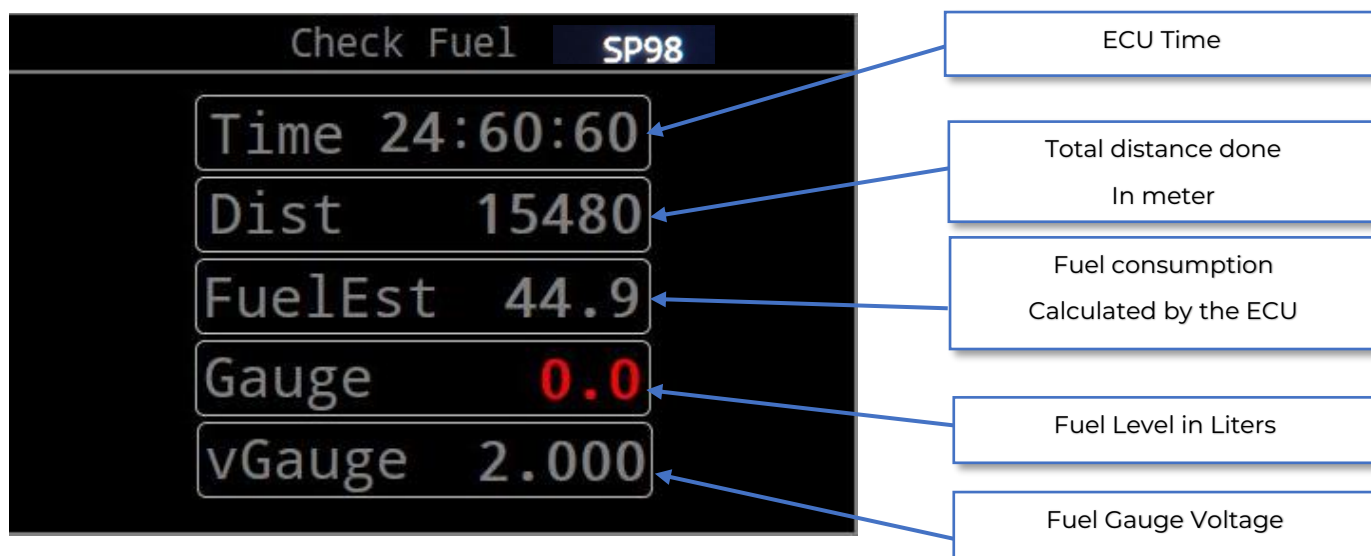 Check Fuel SP98
Time 24:60:60
Dist 15480
FuelEst 44.9
Gauge 0.0
vGauge 2.000
ECU Time
Total distance done
In meter
Fuel consumption
Calculated by the ECU
Fuel Level in Liters
Fuel Gauge Voltage